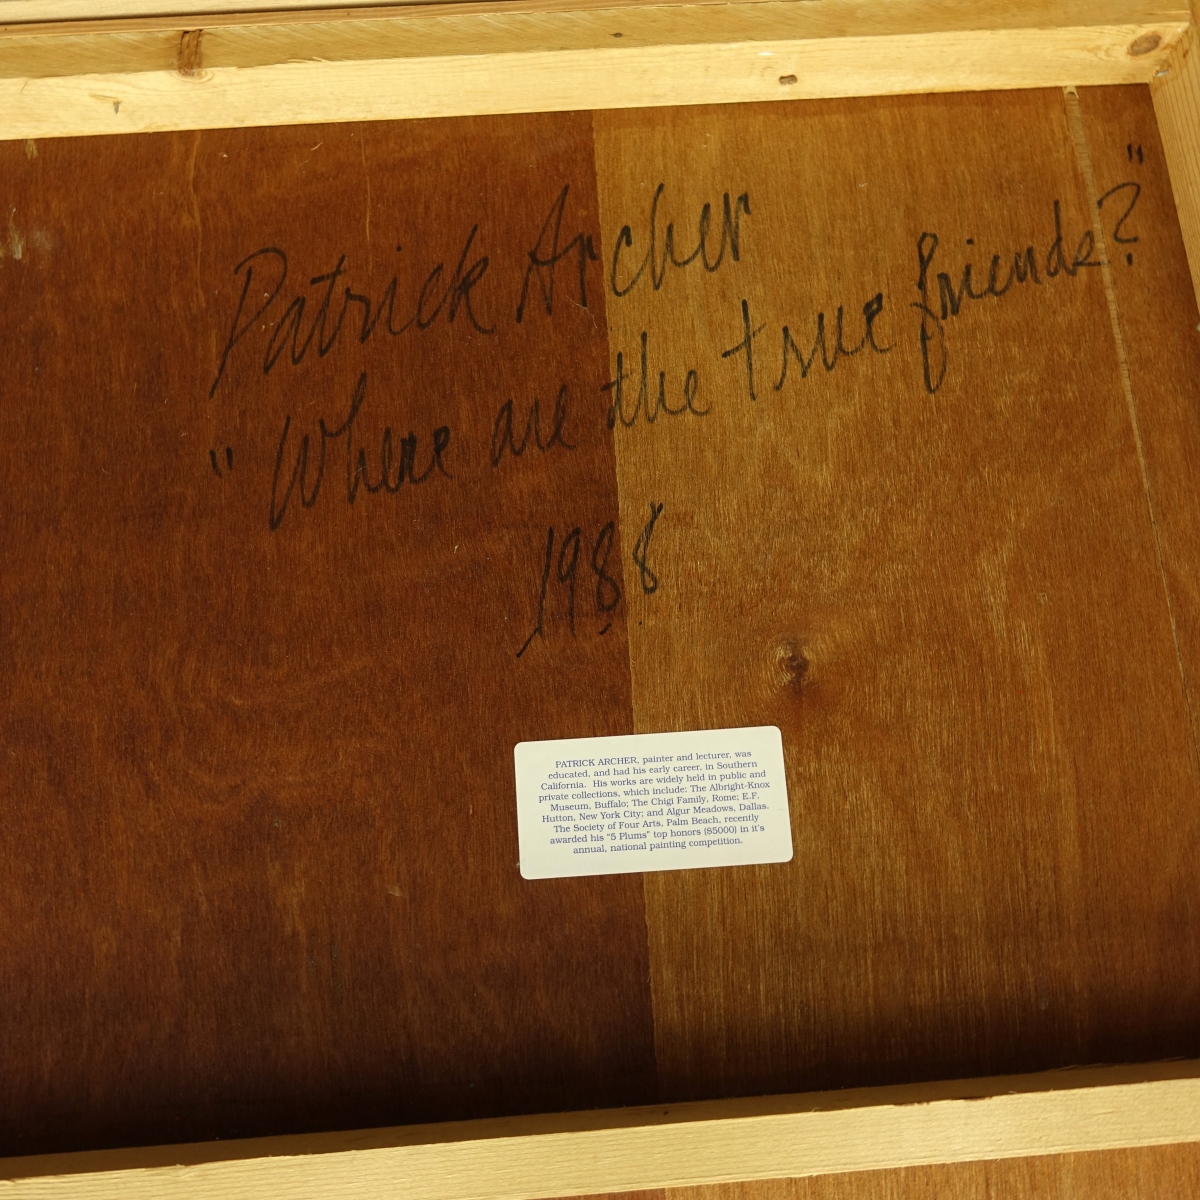 Patrick Archer
"Where are the true friends?"
1988
PATRICK ARCHER, painter and lecturer, was
educated, and had his early career, in Southern
California. His works are widely held in public and
private collections, which include: The Albright-Knox
Museum, Buffalo; The Chigi Family, Rome; E.F.
Hutton, New York City; and Algur Meadows, Dallas.
The Society of Four Arts, Palm Beach, recently
awarded his "5 Plums" top honors ($5000) in it's
annual, national painting competition.